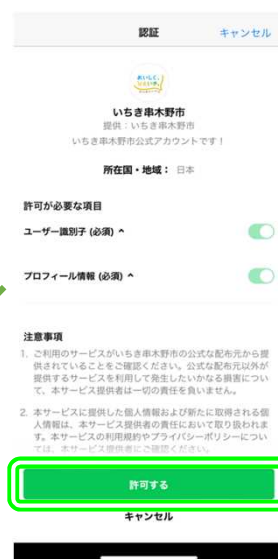 認証
キャンセル
おいしく、
いちき串木野市
提供：いちき串木野市
いちき串木野市公式アカウントです！
所在国・地域： 日本
許可が必要な項目
ユーザー識別子 (必須) ^
プロフィール情報 (必須) ^
注意事項
1. ご利用のサービスがいちき串木野市の公式な配布元から提
供されていることをご確認ください。公式な配布元以外が
提供するサービスを利用して発生したいかなる損害につい
て、本サービス提供者は一切の責任を負いません。
2. 本サービスに提供した個人情報および新たに取得される個
人情報は、本サービス提供者の責任において取り扱われま
す。本サービスの利用規約やプライバシーポリシーについ
ては、本サービス提供者にご確認ください。
許可する
キャンセル